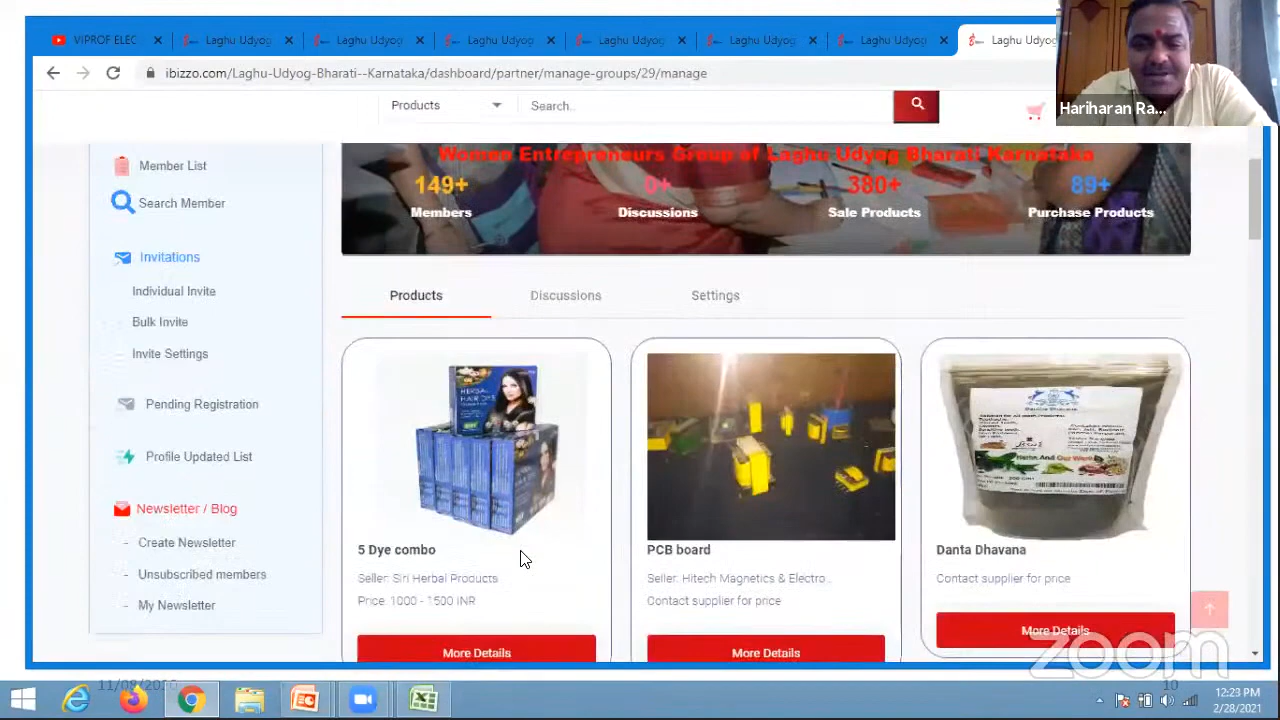 ViPROF ELEC
Laghu Udyog
Laghu Udyog
Laghu Udyog
Laghu Udyog
Laghu Udyog
Laghu Udyog
Laghu Udyog
ibizzo.com/Laghu-Udyog-Bharati--Karnataka/dashboard/partner/manage-groups/29/manage
Hariharan Ra...
Products
Search..
Member List
Search Member
Invitations
Individual Invite
Bulk Invite
Invite Settings
Pending Registration
Profile Updated List
Newsletter / Blog
- Create Newsletter
- Unsubscribed members
- My Newsletter
Women Entrepreneurs Group of Laghu Udyog Bharati Karnataka
149+ 0+ 380+ 89+
Members Discussions Sale Products Purchase Products
Products Discussions Settings
HERBAL
HAIR DYE
5 Dye combo
Seller: Siri Herbal Products
Price: 1000 - 1500 INR
More Details
PCB board
Seller: Hitech Magnetics & Electro..
Contact supplier for price
More Details
Danta Dhavana
Contact supplier for price
More Details
zoom
10
12:23 PM
2/28/2021